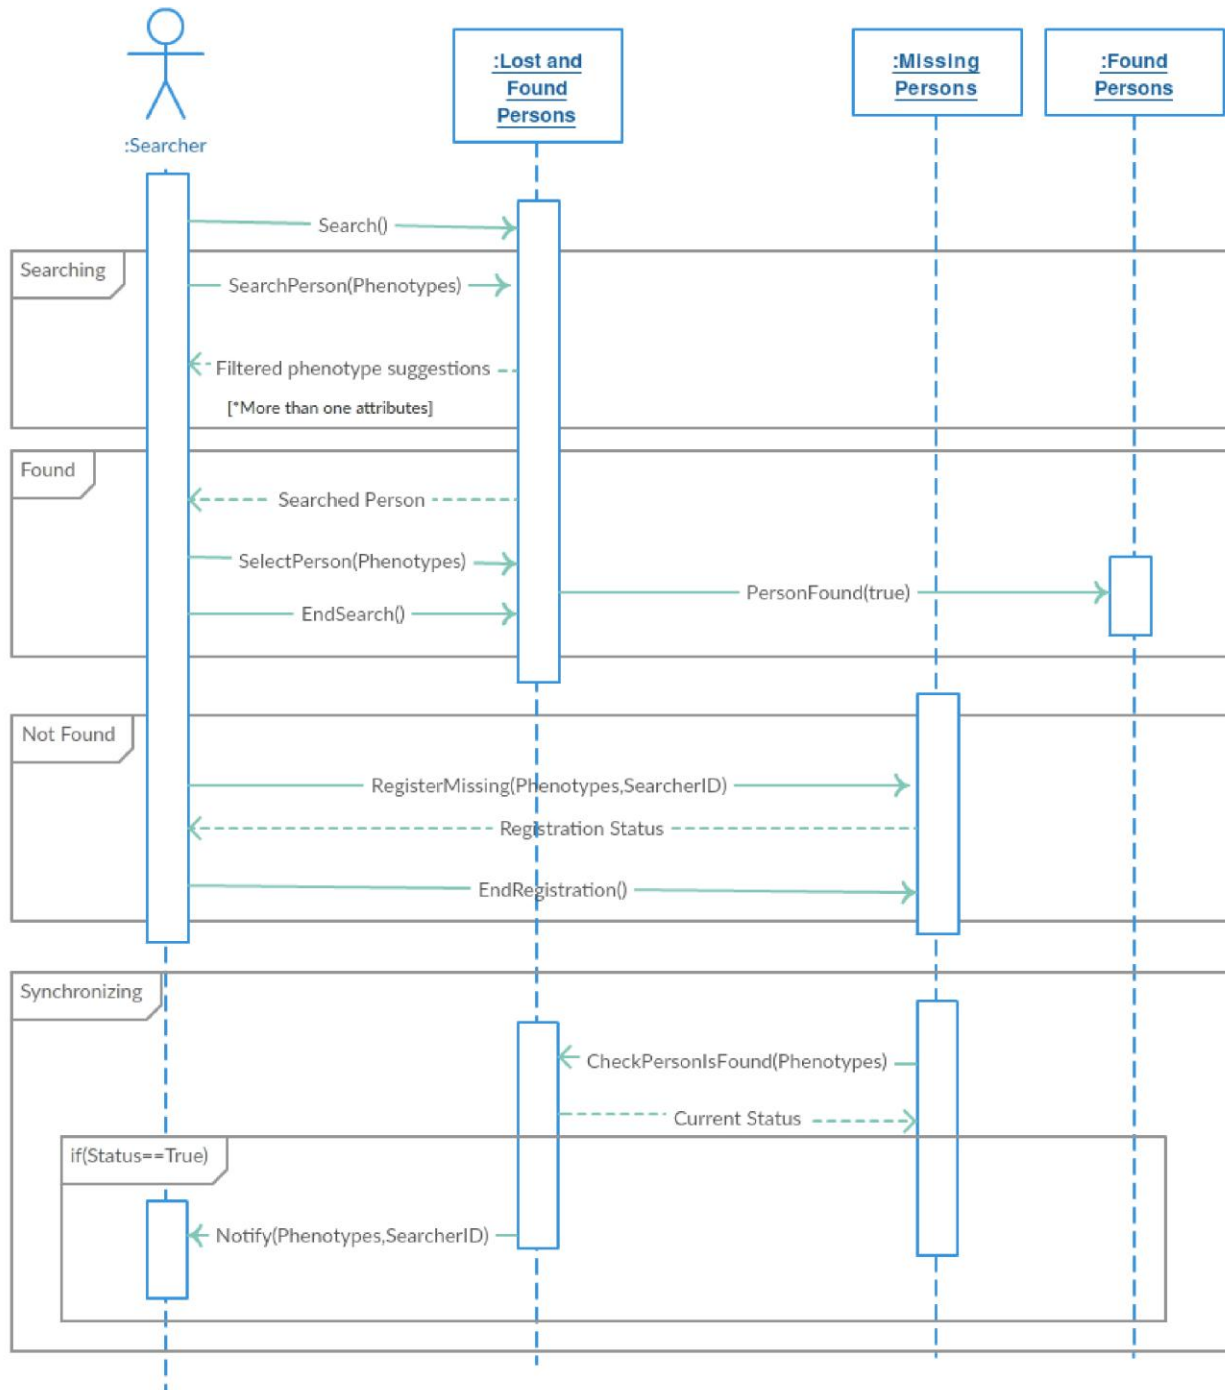 :Searcher
:Lost and
Found
Persons
:Missing
Persons
:Found
Persons
Search()
Searching
SearchPerson(Phenotypes)
Filtered phenotype suggestions
[*More than one attributes]
Found
Searched Person
SelectPerson(Phenotypes)
PersonFound(true)
EndSearch()
Not Found
RegisterMissing(Phenotypes,SearcherID)
Registration Status
EndRegistration()
Synchronizing
CheckPersonIsFound(Phenotypes)
Current Status
if(Status==True)
Notify(Phenotypes,SearcherID)